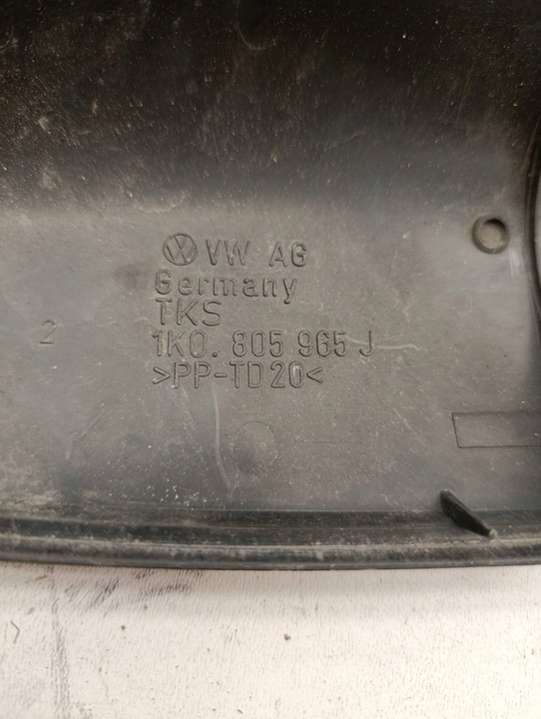 VW AG
Germany
TKS
2
1K0. 805 965 J
>PP-TD20<